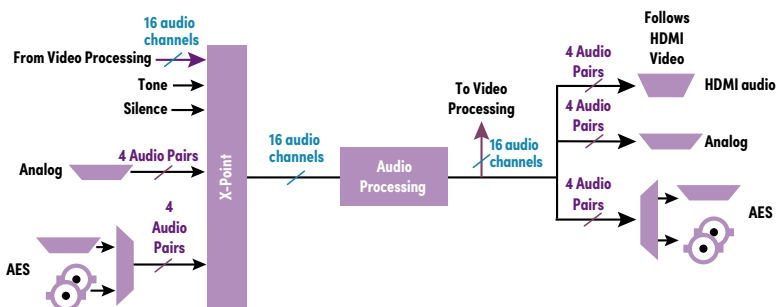 16 audio
channels
From Video Processing
Tone
Silence
Analog
4 Audio Pairs
4
Audio
Pairs
AES
X-Point
16 audio
channels
Audio
Processing
To Video
Processing
16 audio
channels
Follows
HDMI
Video
4 Audio
Pairs
HDMI audio
4 Audio
Pairs
Analog
4 Audio
Pairs
AES